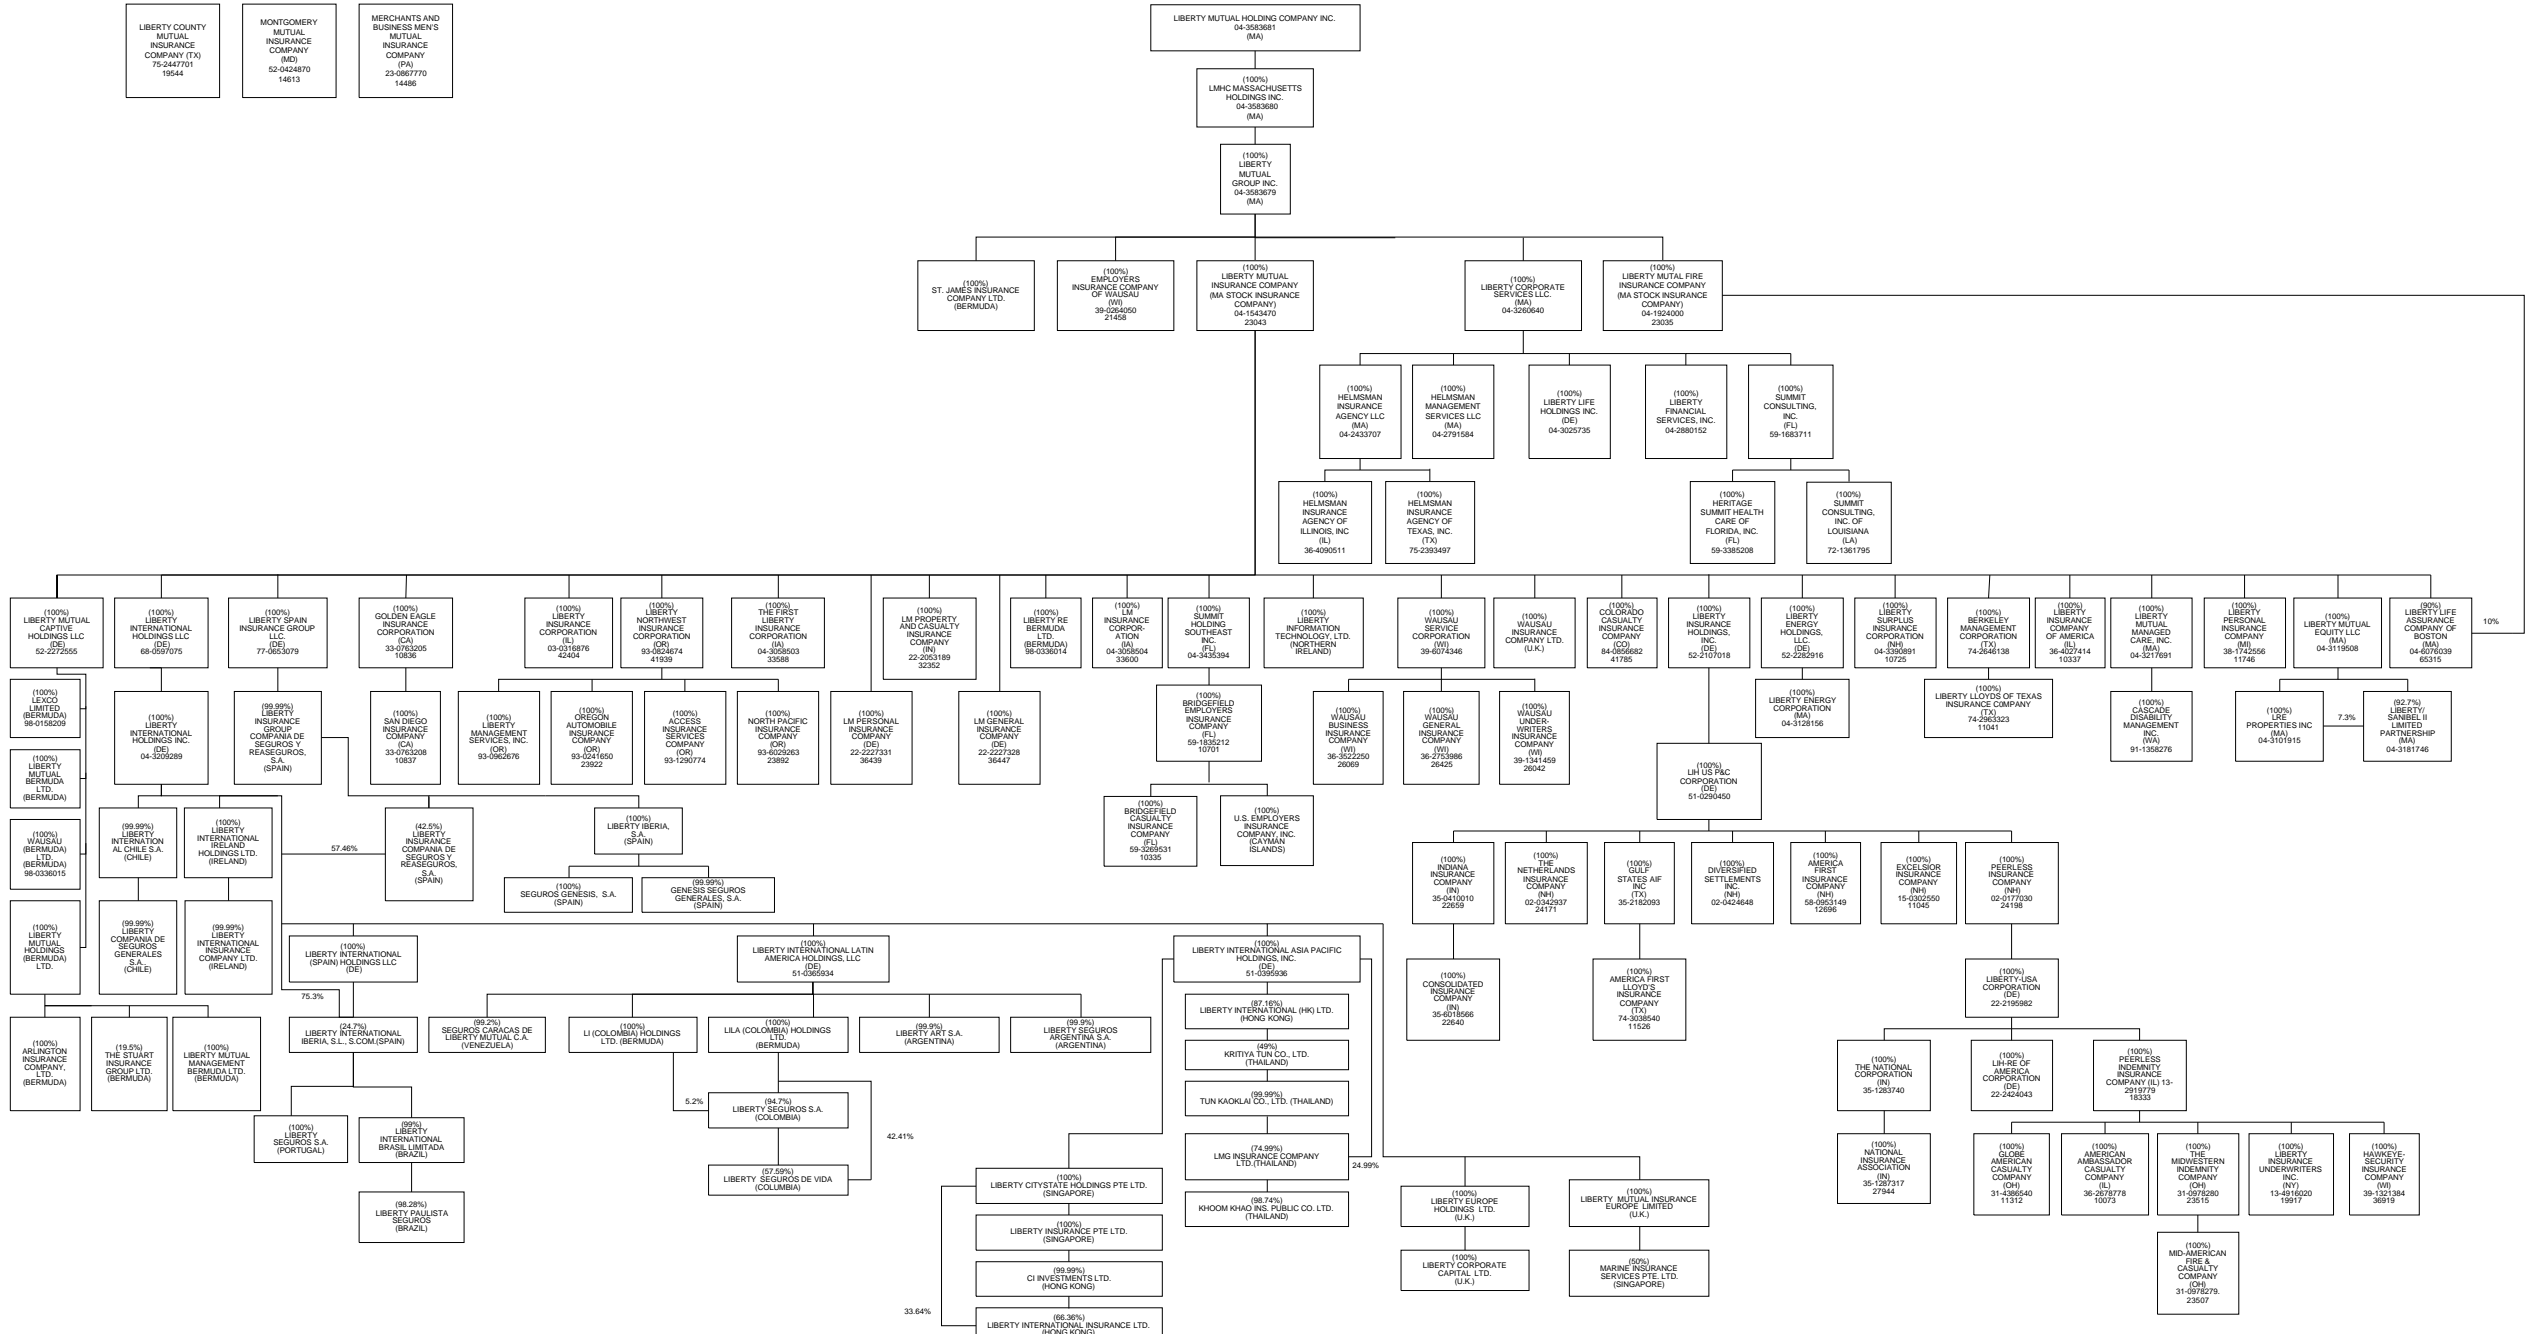 LIBERTY COUNTY
MUTUAL
INSURANCE
COMPANY (TX)
75-2447701
19544
MONTGOMERY
MUTUAL
INSURANCE
COMPANY
(MD)
52-0424870
14613
MERCHANTS AND
BUSINESS MEN'S
MUTUAL
INSURANCE
COMPANY
(PA)
23-0867770
14486
LIBERTY MUTUAL HOLDING COMPANY INC.
04-3583681
(MA)
(100%)
LMHC MASSACHUSETTS
HOLDINGS INC.
04-3583680
(MA)
(100%)
LIBERTY
MUTUAL
GROUP INC.
04-3583679
(MA)
(100%)
ST. JAMES INSURANCE
COMPANY LTD.
(BERMUDA)
(100%)
EMPLOYERS
INSURANCE COMPANY
OF WAUSAU
(WI)
39-0264050
21458
(100%)
LIBERTY MUTUAL
INSURANCE COMPANY
(MA STOCK INSURANCE
COMPANY)
04-1543470
23043
(100%)
LIBERTY CORPORATE
SERVICES LLC.
(MA)
04-3260640
(100%)
LIBERTY MUTAL FIRE
INSURANCE COMPANY
(MA STOCK INSURANCE
COMPANY)
04-1924000
23035
(100%)
HELMSMAN
INSURANCE
AGENCY LLC
(MA)
04-2433707
(100%)
HELMSMAN
MANAGEMENT
SERVICES LLC
(MA)
04-2791584
(100%)
LIBERTY LIFE
HOLDINGS INC.
(DE)
04-3025735
(100%)
LIBERTY
FINANCIAL
SERVICES, INC.
04-2880152
(100%)
SUMMIT
CONSULTING,
INC.
(FL)
59-1683711
(100%)
HELMSMAN
INSURANCE
AGENCY OF
ILLINOIS, INC
(IL)
36-4090511
(100%)
HELMSMAN
INSURANCE
AGENCY OF
TEXAS, INC.
(TX)
75-2393497
(100%)
HERITAGE
SUMMIT HEALTH
CARE OF
FLORIDA, INC.
(FL)
59-3385208
(100%)
SUMMIT
CONSULTING,
INC. OF
LOUISIANA
(LA)
72-1361795
(100%)
LIBERTY MUTUAL
CAPTIVE
HOLDINGS LLC
(DE)
52-2272555
(100%)
LIBERTY
INTERNATIONAL
HOLDINGS LLC
(DE)
68-0597075
(100%)
LIBERTY SPAIN
INSURANCE GROUP
LLC.
(DE)
77-0653079
(100%)
GOLDEN EAGLE
INSURANCE
CORPORATION
(CA)
33-0763205
10836
(100%)
LIBERTY
INSURANCE
CORPORATION
(IL)
03-0316876
42404
(100%)
LIBERTY
NORTHWEST
INSURANCE
CORPORATION
(OR)
93-0824674
41939
(100%)
THE FIRST
LIBERTY
INSURANCE
CORPORATION
(IA)
04-3058503
33588
(100%)
LM PROPERTY
AND CASUALTY
INSURANCE
COMPANY
(IN)
22-2053189
32352
(100%)
LIBERTY RE
BERMUDA
LTD.
(BERMUDA)
98-0336014
(100%)
LM
INSURANCE
CORPOR-
ATION
(IA)
04-3058504
33600
(100%)
SUMMIT
HOLDING
SOUTHEAST
INC.
(FL)
04-3435394
(100%)
LIBERTY
INFORMATION
TECHNOLOGY, LTD.
(NORTHERN
IRELAND)
(100%)
WAUSAU
SERVICE
CORPORATION
(WI)
39-6074346
(100%)
WAUSAU
INSURANCE
COMPANY LTD.
(U.K.)
(100%)
COLORADO
CASUALTY
INSURANCE
COMPANY
(CO)
84-0856682
41785
(100%)
LIBERTY
INSURANCE
HOLDINGS,
INC.
(DE)
52-2107018
(100%)
LIBERTY
ENERGY
HOLDINGS,
LLC.
(DE)
52-2282916
(100%)
LIBERTY
SURPLUS
INSURANCE
CORPORATION
(NH)
04-3390891
10725
(100%)
BERKELEY
MANAGEMENT
CORPORATION
(TX)
74-2646138
(100%)
LIBERTY
INSURANCE
COMPANY
OF AMERICA
(IL)
36-4027414
10337
(100%)
LIBERTY
MUTUAL
MANAGED
CARE, INC.
(MA)
04-3217691
(100%)
LIBERTY
PERSONAL
INSURANCE
COMPANY
(MI)
38-1742556
11746
(100%)
LIBERTY MUTUAL
EQUITY LLC
(MA)
04-3119508
(90%)
LIBERTY LIFE
ASSURANCE
COMPANY OF
BOSTON
(MA)
04-6076039
65315
10%
(100%)
LEXCO
LIMITED
(BERMUDA)
98-0158209
(100%)
LIBERTY
INTERNATIONAL
HOLDINGS INC.
(DE)
04-3209289
(99.99%)
LIBERTY
INSURANCE
GROUP
COMPANIA DE
SEGUROS Y
REASEGUROS,
S.A.
(SPAIN)
(100%)
SAN DIEGO
INSURANCE
COMPANY
(CA)
33-0763208
10837
(100%)
LIBERTY
MANAGEMENT
SERVICES, INC.
(OR)
93-0962676
(100%)
OREGON
AUTOMOBILE
INSURANCE
COMPANY
(OR)
93-0241650
23922
(100%)
ACCESS
INSURANCE
SERVICES
COMPANY
(OR)
93-1290774
(100%)
NORTH PACIFIC
INSURANCE
COMPANY
(OR)
93-6029263
23892
(100%)
LM PERSONAL
INSURANCE
COMPANY
(DE)
22-2227331
36439
(100%)
LM GENERAL
INSURANCE
COMPANY
(DE)
22-2227328
36447
(100%)
BRIDGEFIELD
EMPLOYERS
INSURANCE
COMPANY
(FL)
59-1835212
10701
(100%)
WAUSAU
BUSINESS
INSURANCE
COMPANY
(WI)
36-3522250
26069
(100%)
WAUSAU
GENERAL
INSURANCE
COMPANY
(WI)
36-2753986
26425
(100%)
WAUSAU
UNDER-
WRITERS
INSURANCE
COMPANY
(WI)
39-1341459
26042
(100%)
LIBERTY ENERGY
CORPORATION
(MA)
04-3128156
(100%)
LIBERTY LLOYDS OF TEXAS
INSURANCE COMPANY
(TX)
74-2963323
11041
(100%)
CASCADE
DISABILITY
MANAGEMENT
INC.
(WA)
91-1358276
(100%)
LRE
PROPERTIES INC
(MA)
04-3101915
7.3%
(92.7%)
LIBERTY/
SANIBEL II
LIMITED
PARTNERSHIP
(MA)
04-3181746
(100%)
LIBERTY
MUTUAL
BERMUDA
LTD.
(BERMUDA)
(100%)
LIH US P&C
CORPORATION
(DE)
51-0290450
(100%)
WAUSAU
(BERMUDA)
LTD.
(BERMUDA)
98-0336015
(99.99%)
LIBERTY
INTERNATION
AL CHILE S.A.
(CHILE)
(100%)
LIBERTY
INTERNATIONAL
IRELAND
HOLDINGS LTD.
(IRELAND)
57.46%
(42.5%)
LIBERTY
INSURANCE
COMPANIA DE
SEGUROS Y
REASEGUROS,
S.A.
(SPAIN)
(100%)
LIBERTY IBERIA,
S.A.
(SPAIN)
(100%)
BRIDGEFIELD
CASUALTY
INSURANCE
COMPANY
(FL)
59-3269531
10335
(100%)
U.S. EMPLOYERS
INSURANCE
COMPANY, INC.
(CAYMAN
ISLANDS)
(100%)
SEGUROS GENESIS, S.A.
(SPAIN)
(99.99%)
GENESIS SEGUROS
GENERALES, S.A.
(SPAIN)
(100%)
INDIANA
INSURANCE
COMPANY
(IN)
35-0410010
22659
(100%)
THE
NETHERLANDS
INSURANCE
COMPANY
(NH)
02-0342937
24171
(100%)
GULF
STATES AIF
INC
(TX)
35-2182093
(100%)
DIVERSIFIED
SETTLEMENTS
INC.
(NH)
02-0424648
(100%)
AMERICA
FIRST
INSURANCE
COMPANY
(NH)
58-0953149
12696
(100%)
EXCELSIOR
INSURANCE
COMPANY
(NH)
15-0302550
11045
(100%)
PEERLESS
INSURANCE
COMPANY
(NH)
02-0177030
24198
(100%)
LIBERTY
MUTUAL
HOLDINGS
(BERMUDA)
LTD.
(99.99%)
LIBERTY
COMPANIA DE
SEGUROS
GENERALES
S.A.,
(CHILE)
(99.99%)
LIBERTY
INTERNATIONAL
INSURANCE
COMPANY LTD.
(IRELAND)
(100%)
LIBERTY INTERNATIONAL
(SPAIN) HOLDINGS LLC
(DE)
(100%)
LIBERTY INTERNATIONAL LATIN
AMERICA HOLDINGS, LLC
(DE)
51-0365934
(100%)
LIBERTY INTERNATIONAL ASIA PACIFIC
HOLDINGS, INC.
(DE)
51-0395936
(100%)
CONSOLIDATED
INSURANCE
COMPANY
(IN)
35-6018566
22640
(100%)
AMERICA FIRST
LLOYD'S
INSURANCE
COMPANY
(TX)
74-3038540
11526
(100%)
LIBERTY-USA
CORPORATION
(DE)
22-2195982
75.3%
(100%)
ARLINGTON
INSURANCE
COMPANY,
LTD.
(BERMUDA)
(19.5%)
THE STUART
INSURANCE
GROUP LTD.
(BERMUDA)
(100%)
LIBERTY MUTUAL
MANAGEMENT
BERMUDA LTD.
(BERMUDA)
(24.7%)
LIBERTY INTERNATIONAL
IBERIA, S.L., S.COM.(SPAIN)
(99.2%)
SEGUROS CARACAS DE
LIBERTY MUTUAL C.A.
(VENEZUELA)
(100%)
LI (COLOMBIA) HOLDINGS
LTD. (BERMUDA)
(100%)
LILA (COLOMBIA) HOLDINGS
LTD.
(BERMUDA)
(99.9%)
LIBERTY ART S.A.
(ARGENTINA)
(99.9%)
LIBERTY SEGUROS
ARGENTINA S.A.
(ARGENTINA)
(87.16%)
LIBERTY INTERNATIONAL (HK) LTD.
(HONG KONG)
(49%)
KRITIYA TUN CO., LTD.
(THAILAND)
(99.99%)
TUN KAOKLAI CO., LTD. (THAILAND)
(74.99%)
LMG INSURANCE COMPANY
LTD.(THAILAND)
24.99%
(98.74%)
KHOOM KHAO INS. PUBLIC CO. LTD.
(THAILAND)
(100%)
THE NATIONAL
CORPORATION
(IN)
35-1283740
(100%)
LIH-RE OF
AMERICA
CORPORATION
(DE)
22-2424043
(100%)
PEERLESS
INDEMNITY
INSURANCE
COMPANY (IL) 13-
2919779
18333
5.2%
(94.7%)
LIBERTY SEGUROS S.A.
(COLOMBIA)
42.41%
(57.59%)
LIBERTY SEGUROS DE VIDA
(COLUMBIA)
(100%)
LIBERTY
SEGUROS S.A.
(PORTUGAL)
(99%)
LIBERTY
INTERNATIONAL
BRASIL LIMITADA
(BRAZIL)
(98.28%)
LIBERTY PAULISTA
SEGUROS
(BRAZIL)
(100%)
LIBERTY CITYSTATE HOLDINGS PTE LTD.
(SINGAPORE)
(100%)
LIBERTY INSURANCE PTE LTD.
(SINGAPORE)
(99.99%)
CI INVESTMENTS LTD.
(HONG KONG)
33.64%
(66.36%)
LIBERTY INTERNATIONAL INSURANCE LTD.
(HONG KONG)
(100%)
LIBERTY EUROPE
HOLDINGS LTD.
(U.K.)
(100%)
LIBERTY MUTUAL INSURANCE
EUROPE LIMITED
(U.K.)
(100%)
LIBERTY CORPORATE
CAPITAL LTD.
(U.K.)
(50%)
MARINE INSURANCE
SERVICES PTE. LTD.
(SINGAPORE)
(100%)
NATIONAL
INSURANCE
ASSOCIATION
(IN)
35-1287317
27944
(100%)
GLOBE
AMERICAN
CASUALTY
COMPANY
(OH)
31-4386540
11312
(100%)
AMERICAN
AMBASSADOR
CASUALTY
COMPANY
(IL)
36-2678778
10073
(100%)
THE
MIDWESTERN
INDEMNITY
COMPANY
(OH)
31-0978280
23515
(100%)
LIBERTY
INSURANCE
UNDERWRITERS
INC.
(NY)
13-4916020
19917
(100%)
HAWKEYE-
SECURITY
INSURANCE
COMPANY
(WI)
39-1321384
36919
(100%)
MID-AMERICAN
FIRE &
CASUALTY
COMPANY
(OH)
31-0978279.
23507